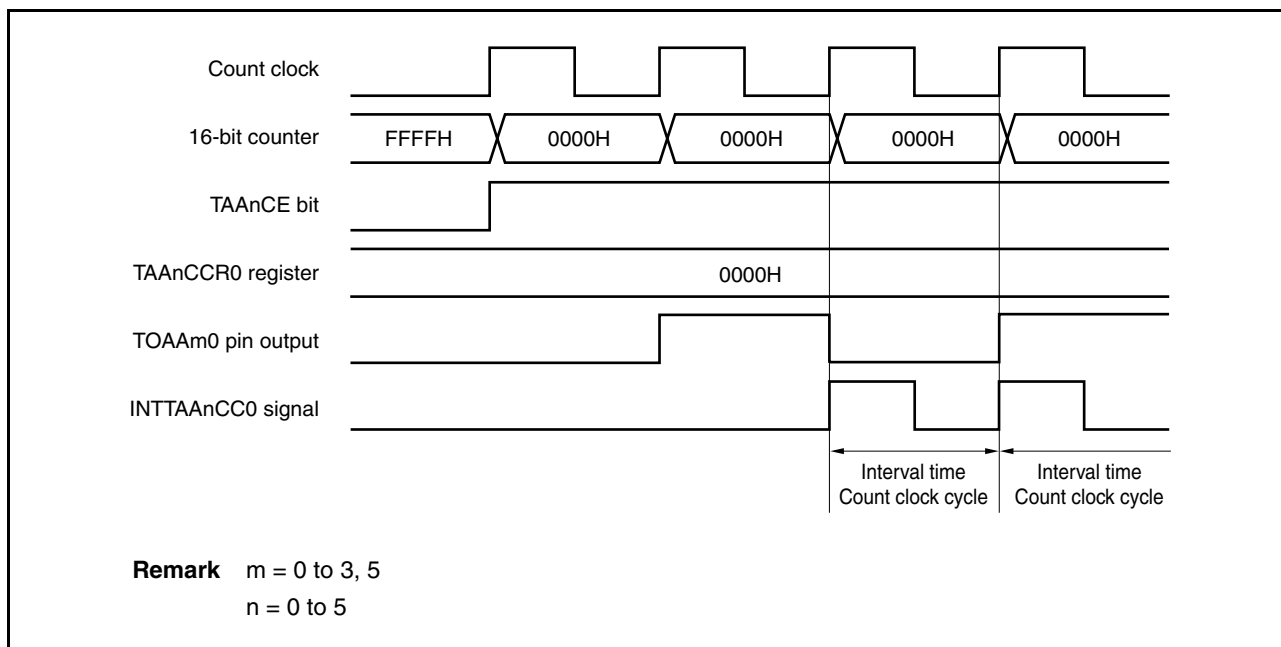 Count clock
16-bit counter FFFFH 0000H 0000H 0000H 0000H
TAAnCE bit
TAAnCCR0 register 0000H
TOAAm0 pin output
INTTAAnCC0 signal
Interval time Interval time
Count clock cycle Count clock cycle
Remark m = 0 to 3, 5
n = 0 to 5